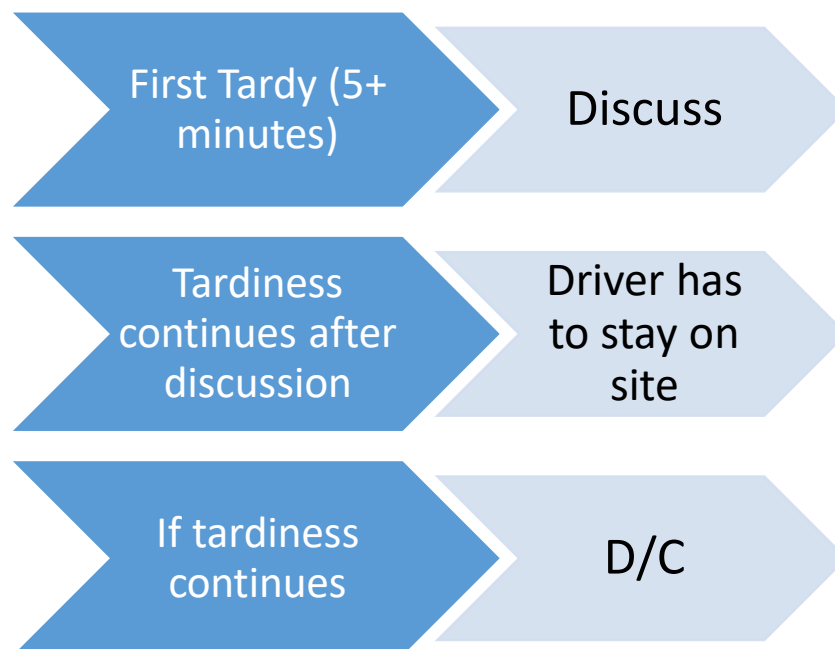 First Tardy (5+
minutes)
Discuss
Tardiness
continues after
discussion
Driver has
to stay on
site
If tardiness
continues
D/C